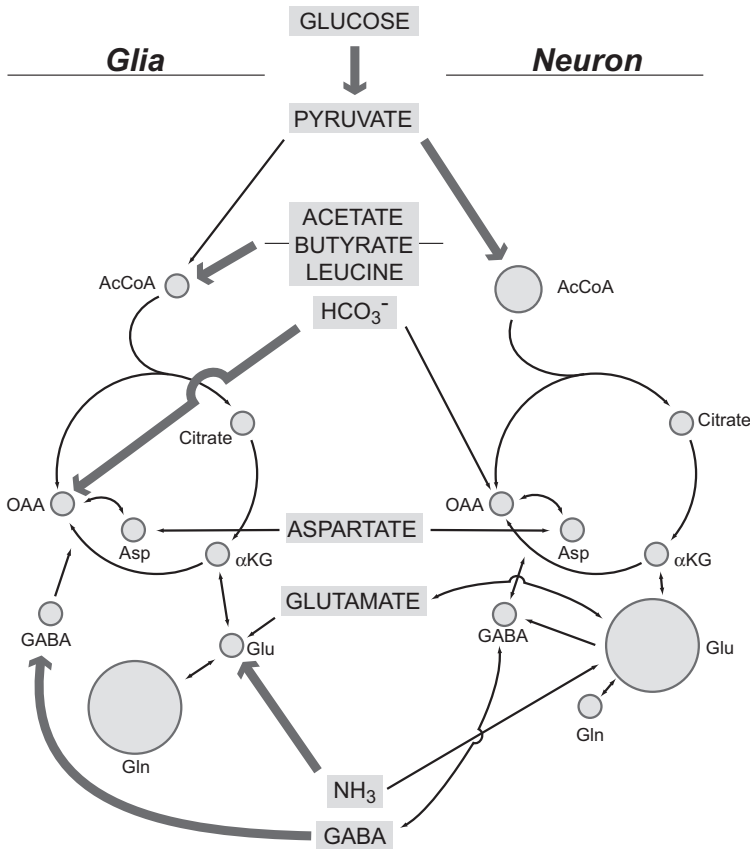 GLUCOSE
Glia
Neuron
PYRUVATE
ACETATE
BUTYRATE
LEUCINE
AcCoA
AcCoA
HCO₃⁻
Citrate
Citrate
OAA
OAA
ASPARTATE
Asp
Asp
αKG
αKG
GLUTAMATE
GABA
GABA
Glu
Glu
Gln
Gln
NH₃
GABA